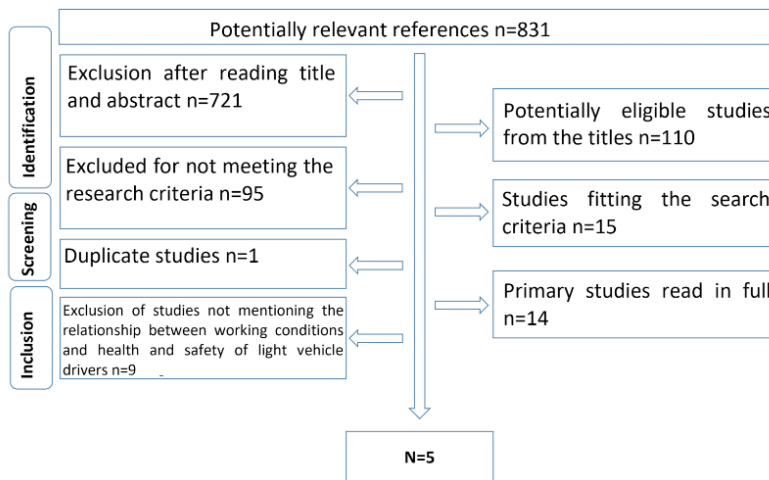 Potentially relevant references n=831
Identification
Exclusion after reading title
and abstract n=721
Potentially eligible studies
from the titles n=110
Excluded for not meeting the
research criteria n=95
Studies fitting the search
criteria n=15
Screening
Duplicate studies n=1
Primary studies read in full
n=14
Inclusion
Exclusion of studies not mentioning the
relationship between working conditions
and health and safety of light vehicle
drivers n=9
N=5